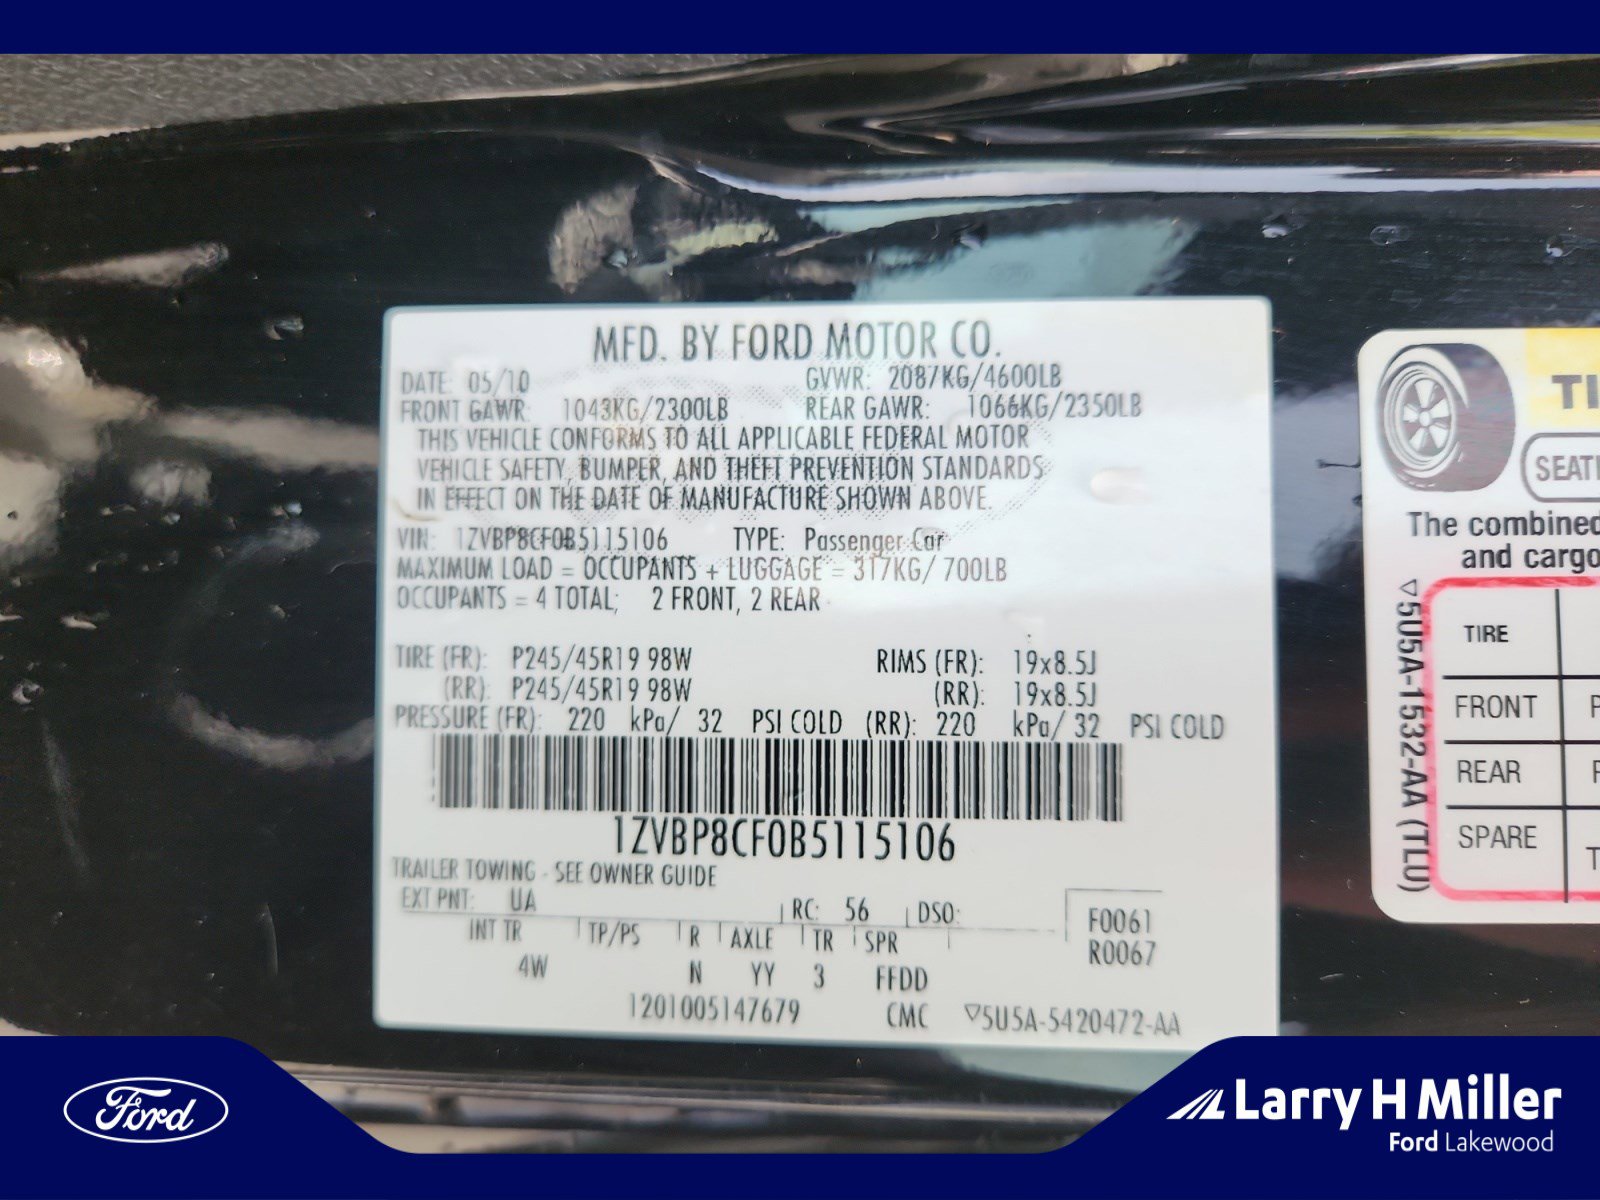 MFD. BY FORD MOTOR CO.
DATE: 05/10 GVWR: 2087KG/4600LB
FRONT GAWR: 1043KG/2300LB REAR GAWR: 1066KG/2350LB
THIS VEHICLE CONFORMS TO ALL APPLICABLE FEDERAL MOTOR
VEHICLE SAFETY, BUMPER, AND THEFT PREVENTION STANDARDS
IN EFFECT ON THE DATE OF MANUFACTURE SHOWN ABOVE.
VIN: 1ZVBP8CF0B5115106 TYPE: Passenger Car
MAXIMUM LOAD = OCCUPANTS + LUGGAGE = 317KG/ 700LB
OCCUPANTS = 4 TOTAL; 2 FRONT, 2 REAR
TIRE (FR): P245/45R19 98W RIMS (FR): 19x8.5J
(RR): P245/45R19 98W (RR): 19x8.5J
PRESSURE (FR): 220 kPa/ 32 PSI COLD (RR): 220 kPa/ 32 PSI COLD
1ZVBP8CF0B5115106
TRAILER TOWING - SEE OWNER GUIDE
EXT PNT: UA RC: 56 DSO: F0061
INT TR TP/PS R AXLE TR SPR R0067
4W N YY 3 FFDD
1201005147679 CMC ▽5U5A-5420472-AA
TI
SEATI
The combined
and cargo
▽5U5A-1532-AA (TLU)
TIRE
FRONT P
REAR
SPARE T
Ford
Larry H Miller
Ford Lakewood